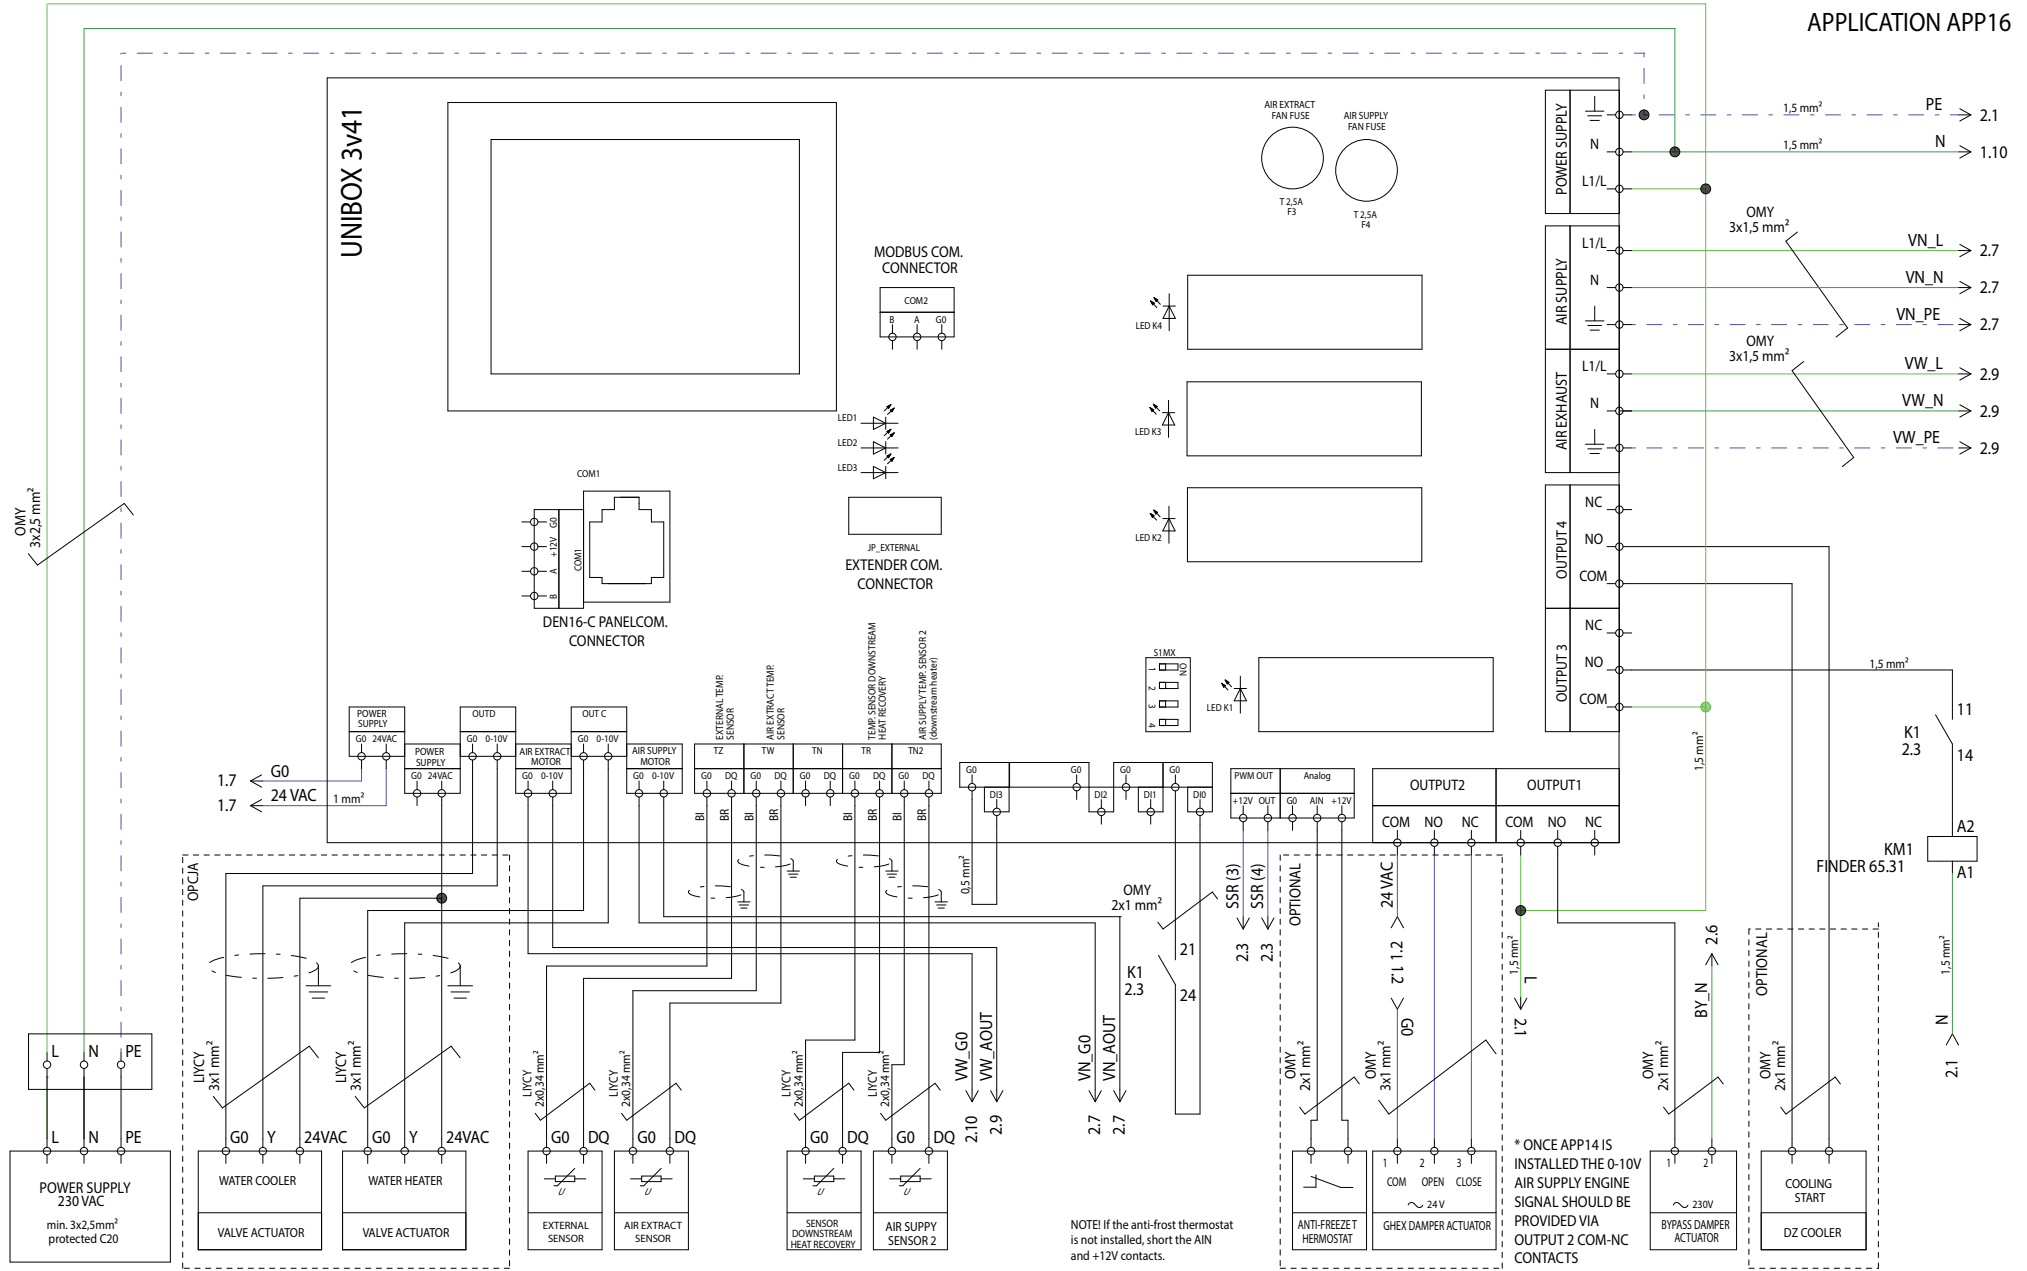 APPLICATION APP16
UNIBOX 3v41
AIR EXTRACT
FAN FUSE
T 2,5A
F3
AIR SUPPLY
FAN FUSE
T 2,5A
F4
POWER SUPPLY
N
L1/L
1,5 mm²
PE
2.1
1,5 mm²
N
1.10
AIR SUPPLY
L1/L
N
OMY
3x1,5 mm²
VN_L
2.7
VN_N
2.7
VN_PE
2.7
AIR EXHAUST
L1/L
N
OMY
3x1,5 mm²
VW_L
2.9
VW_N
2.9
VW_PE
2.9
MODBUS COM.
CONNECTOR
COM2
B A G0
LED K4
LED K3
LED K2
LED1
LED2
LED3
JP_EXTERNAL
EXTENDER COM.
CONNECTOR
COM1
G0
+12V
A
B
COM1
DEN16-C PANELCOM.
CONNECTOR
OMY
3x2,5 mm²
OUTPUT 4
NC
NO
COM
OUTPUT 3
NC
NO
COM
1,5 mm²
1,5 mm²
S1MX
ON
1
2
3
4
LED K1
11
K1
2.3
14
A2
KM1
FINDER 65.31
A1
1,5 mm²
N
2.1
POWER
SUPPLY
G0 24VAC
POWER
SUPPLY
G0 24VAC
OUTD
G0 0-10V
AIR EXTRACT
MOTOR
G0 0-10V
OUT C
G0 0-10V
AIR SUPPLY
MOTOR
G0 0-10V
EXTERNAL TEMP.
SENSOR
AIR EXTRACT TEMP.
SENSOR
TEMP. SENSOR DOWNSTREAM
HEAT RECOVERY
AIR SUPPLY TEMP. SENSOR 2
(downstream heater)
TZ TW TN TR TN2
G0 DQ G0 DQ G0 DQ G0 DQ G0 DQ
BI BR BI BR BI BR BI BR
G0 G0 G0 G0
DI3 DI2 DI1 DI0
PWM OUT
+12V OUT
Analog
G0 AIN +12V
OUTPUT2
COM NO NC
OUTPUT1
COM NO NC
1.7
G0
1.7
24 VAC
1 mm²
0,5 mm²
OMY
2x1 mm²
21
K1
2.3
24
SSR (3)
2.3
SSR (4)
2.3
OPTIONAL
24 VAC
2.1
1.2
G0
1,5 mm²
L
2.1
2.6
BY_N
OPTIONAL
OPCJA
LIYCY
3x1 mm²
LIYCY
3x1 mm²
LIYCY
2x0,34 mm²
LIYCY
2x0,34 mm²
LIYCY
2x0,34 mm²
LIYCY
2x0,34 mm²
VW_G0
2.10
VW_AOUT
2.9
VN_G0
2.7
VN_AOUT
2.7
OMY
2x1 mm²
OMY
3x1 mm²
OMY
2x1 mm²
OMY
2x1 mm²
L N PE
L N PE
POWER SUPPLY
230 VAC
min. 3x2,5mm²
protected C20
G0 Y 24VAC
WATER COOLER
VALVE ACTUATOR
G0 Y 24VAC
WATER HEATER
VALVE ACTUATOR
G0 DQ
U
EXTERNAL
SENSOR
G0 DQ
U
AIR EXTRACT
SENSOR
G0 DQ
U
SENSOR
DOWNSTREAM
HEAT RECOVERY
G0 DQ
U
AIR SUPPY
SENSOR 2
NOTE! If the anti-frost thermostat
is not installed, short the AIN
and +12V contacts.
ANTI-FREEZE T
HERMOSTAT
1 2 3
COM OPEN CLOSE
~ 24 V
GHEX DAMPER ACTUATOR
* ONCE APP14 IS
INSTALLED THE 0-10V
AIR SUPPLY ENGINE
SIGNAL SHOULD BE
PROVIDED VIA
OUTPUT 2 COM-NC
CONTACTS
1 2
~ 230V
BYPASS DAMPER
ACTUATOR
COOLING
START
DZ COOLER